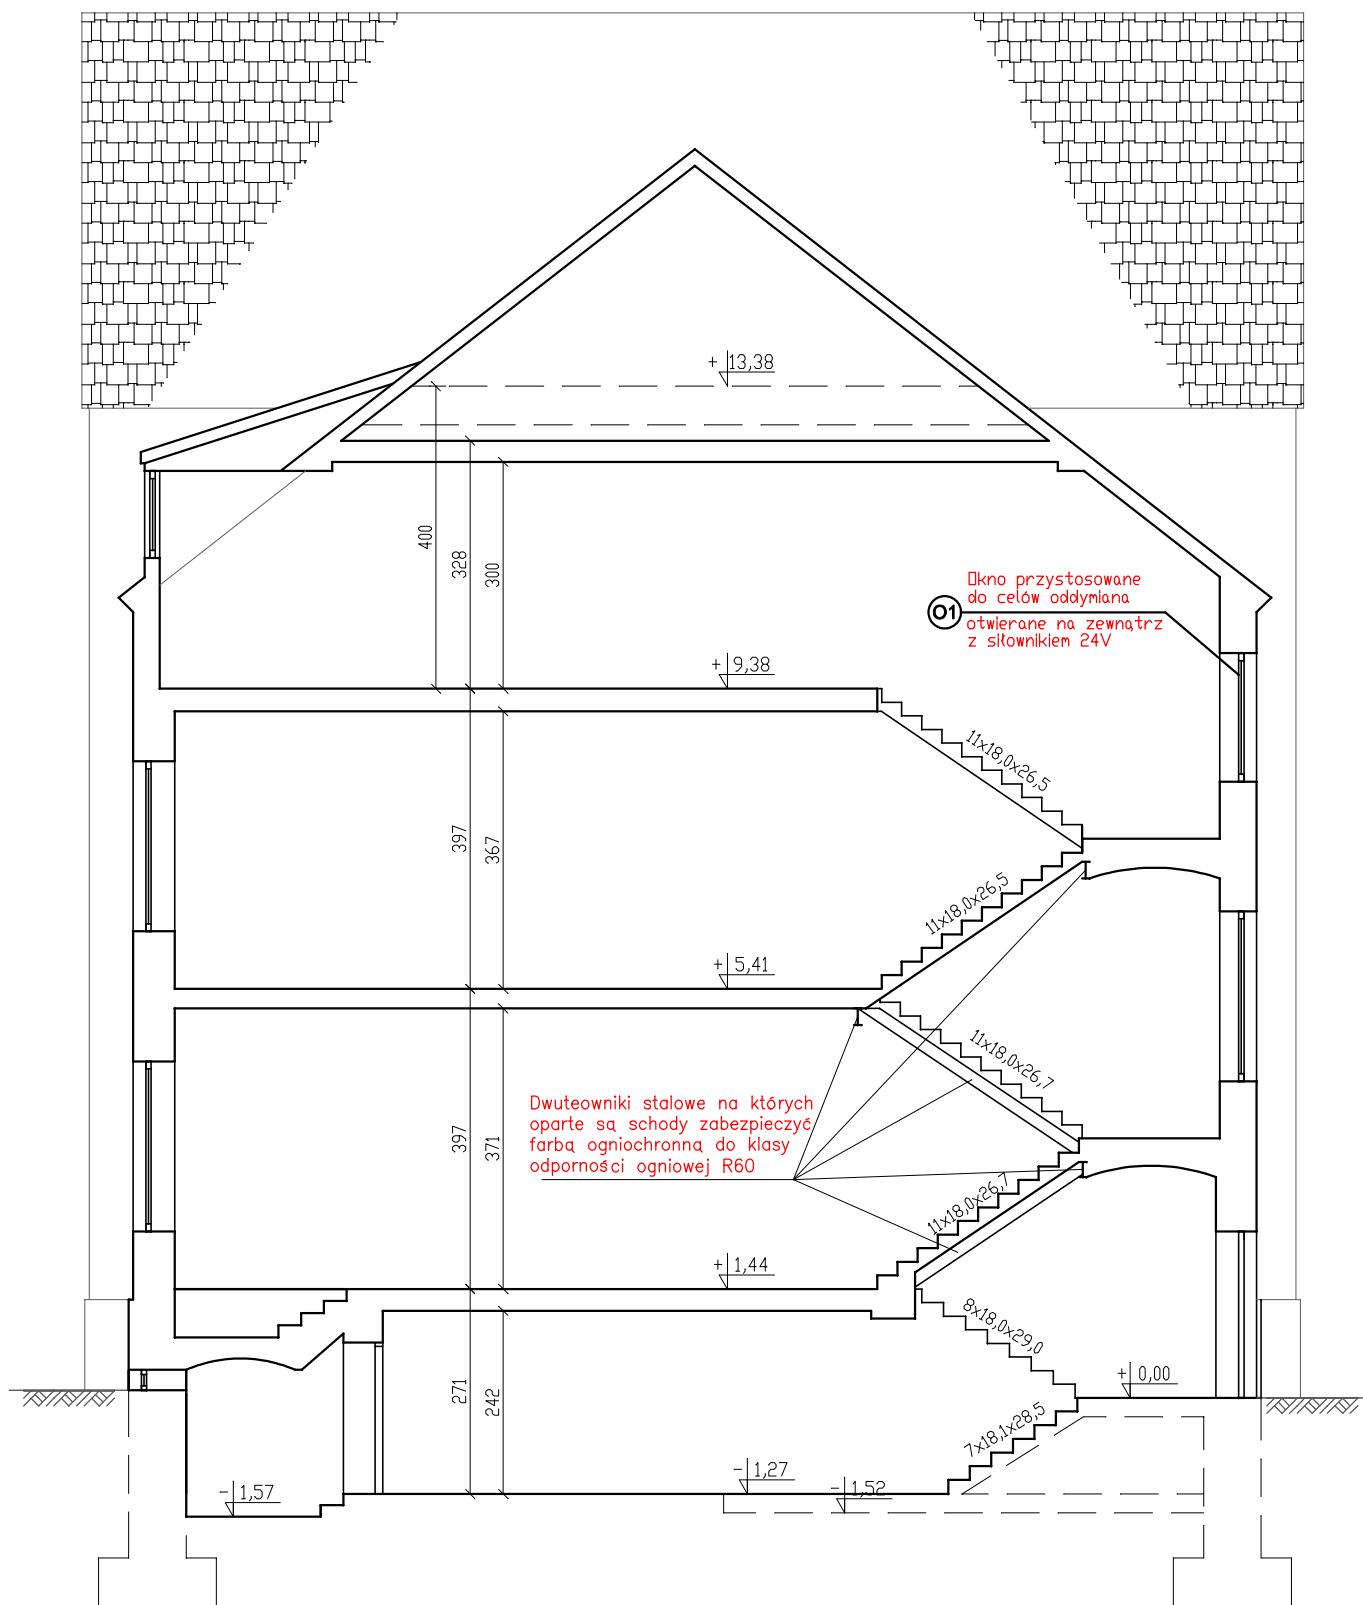 + 13,38
400
328
300
Okno przystosowane
do celów oddymiana
O1
otwierane na zewnątrz
z siłownikiem 24V
+ 9,38
11x18,0x26,5
397
367
11x18,0x26,5
+ 5,41
11x18,0x26,7
Dwuteowniki stalowe na których
oparte są schody zabezpieczyć
farbą ogniochronną do klasy
odporności ogniowej R60
397
371
11x18,0x26,7
+ 1,44
8x18,0x29,0
+ 0,00
271
242
7x18,1x28,5
- 1,27
- 1,52
- 1,57